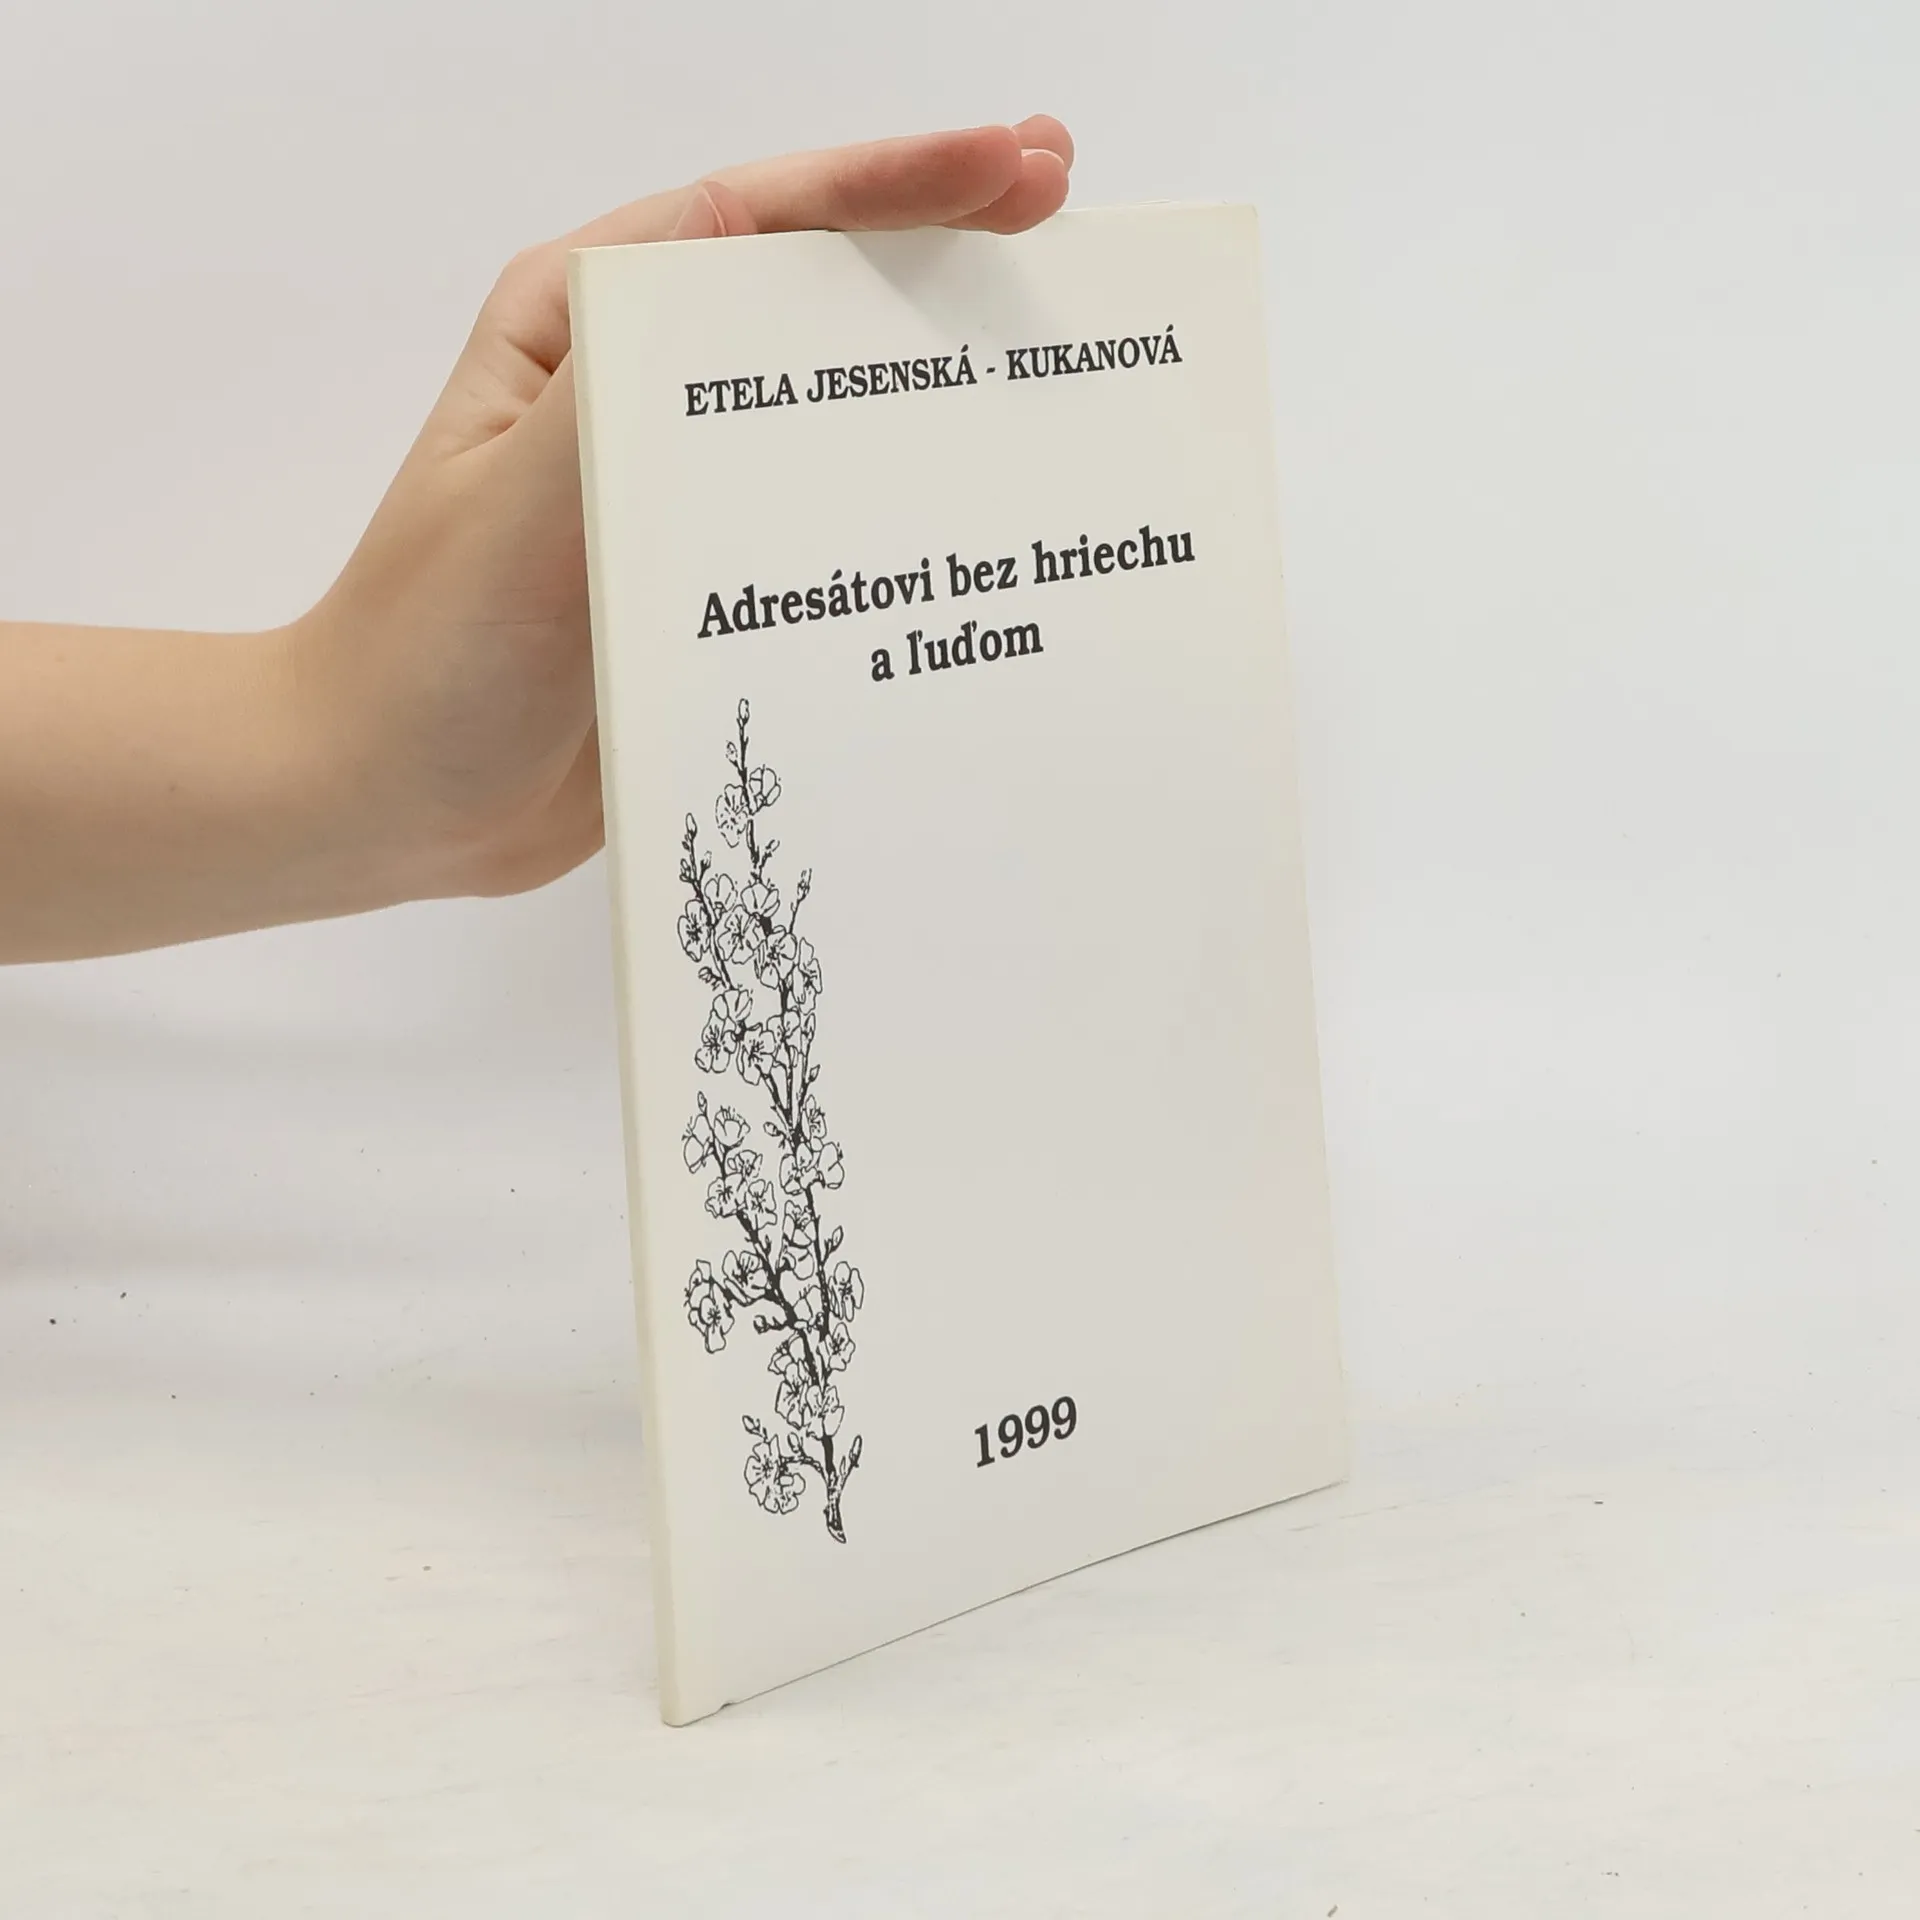 ETELA JESENSKÁ - KUKANOVÁ
Adresátovi bez hriechu
a ľuďom
1999